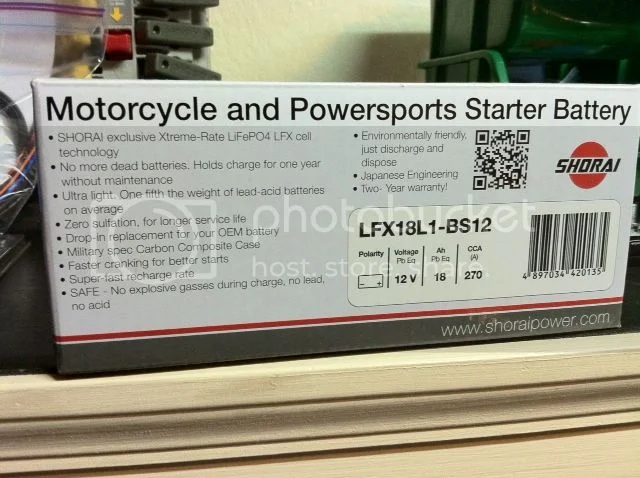 Motorcycle and Powersports Starter Battery
• SHORAI exclusive Xtreme-Rate LiFePO4 LFX cell
technology
• No more dead batteries. Holds charge for one year
without maintenance
• Ultra light. One fifth the weight of lead-acid batteries
on average
• Zero sulfation, for longer service life
• Drop-In replacement for your OEM battery
• Military spec Carbon Composite Case
• Faster cranking for better starts
• Super-fast recharge rate
• SAFE - No explosive gasses during charge, no lead,
no acid
• Environmentally friendly,
just discharge and
dispose
• Japanese Engineering
• Two- Year warranty!
SHORAI
LFX18L1-BS12
Polarity Voltage Ah CCA
Pb Eq Pb Eq (A)
- + 12 V 18 270
4 897034 420135
www.shoraipower.com
photobucket
host. store. share.